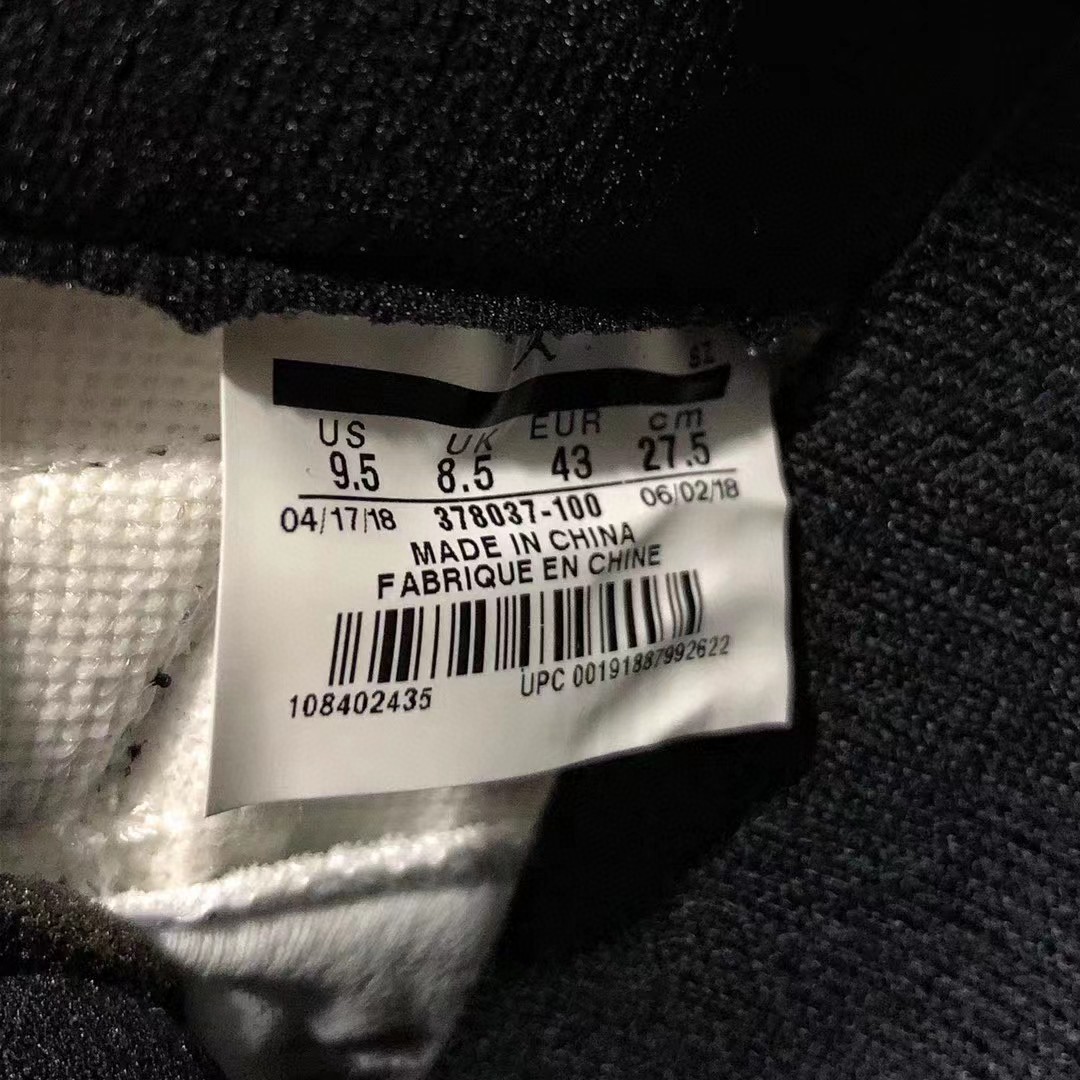 SZ
US UK EUR cm
9.5 8.5 43 27.5
04/17/18 378037-100 06/02/18
MADE IN CHINA
FABRIQUE EN CHINE
108402435 UPC 00191887992622